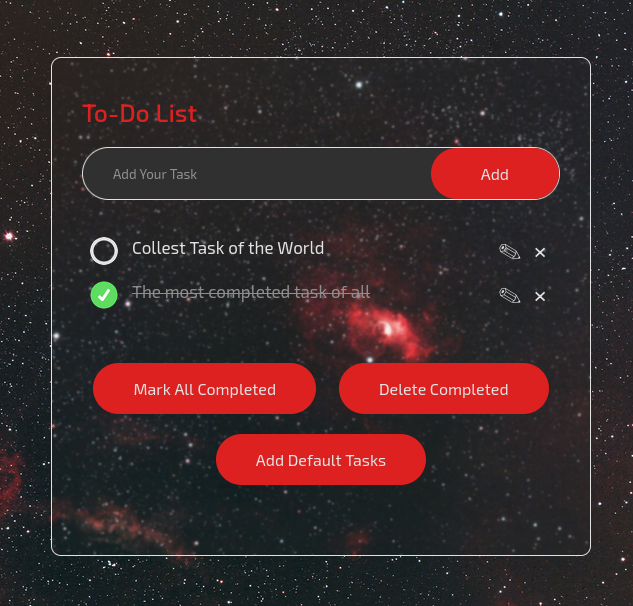 To-Do List
Add Your Task
Add
Collest Task of the World
The most completed task of all
Mark All Completed
Delete Completed
Add Default Tasks